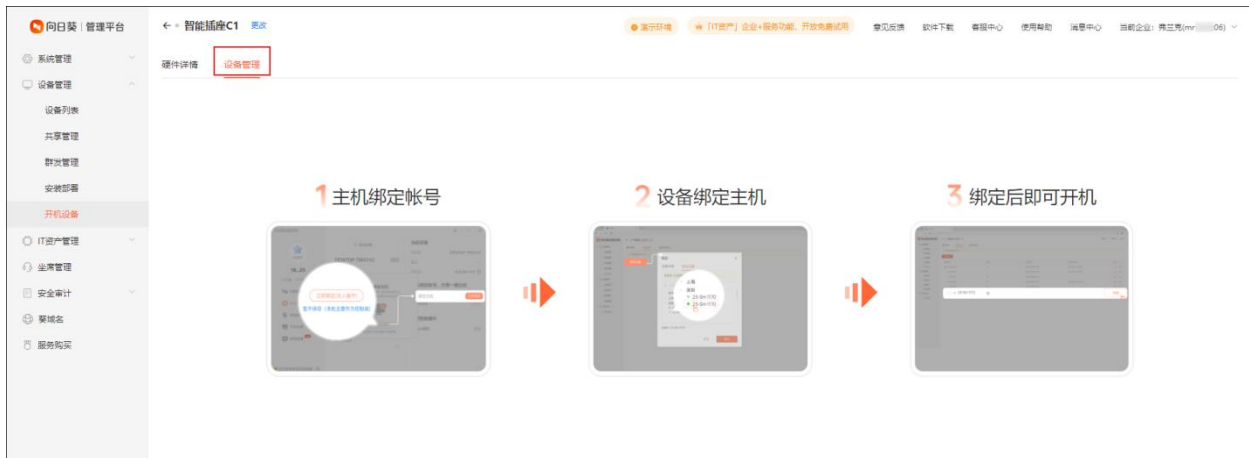 向日葵 | 管理平台
← 智能插座C1 更改
演示环境
「IT资产」企业+服务功能，开放免费试用
意见反馈 软件下载 客服中心 使用帮助 消息中心 当前企业: 弗兰克(mr 06)
系统管理
设备管理
设备列表
共享管理
群发管理
安装部署
开机设备
IT资产管理
坐席管理
安全审计
葵域名
服务购买
硬件详情 设备管理
1 主机绑定帐号
2 设备绑定主机
3 绑定后即可开机